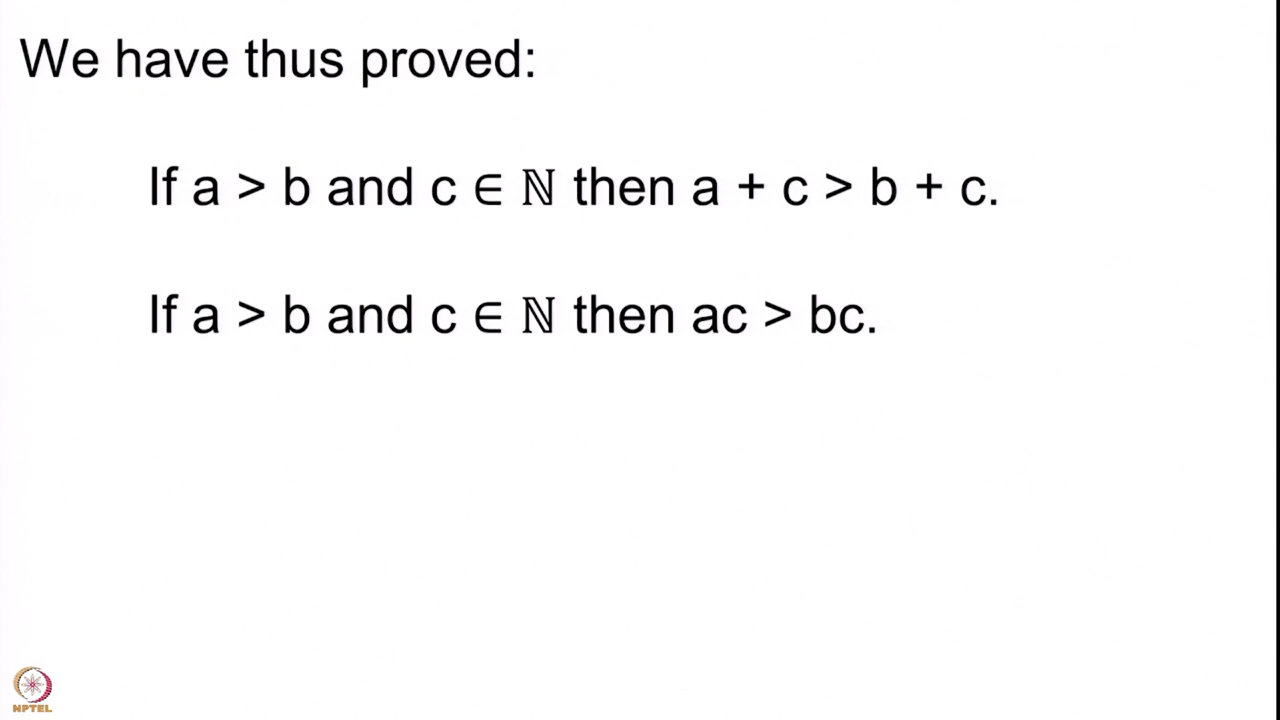 We have thus proved:
If a > b and c ∈ ℕ then a + c > b + c.
If a > b and c ∈ ℕ then ac > bc.
NPTEL